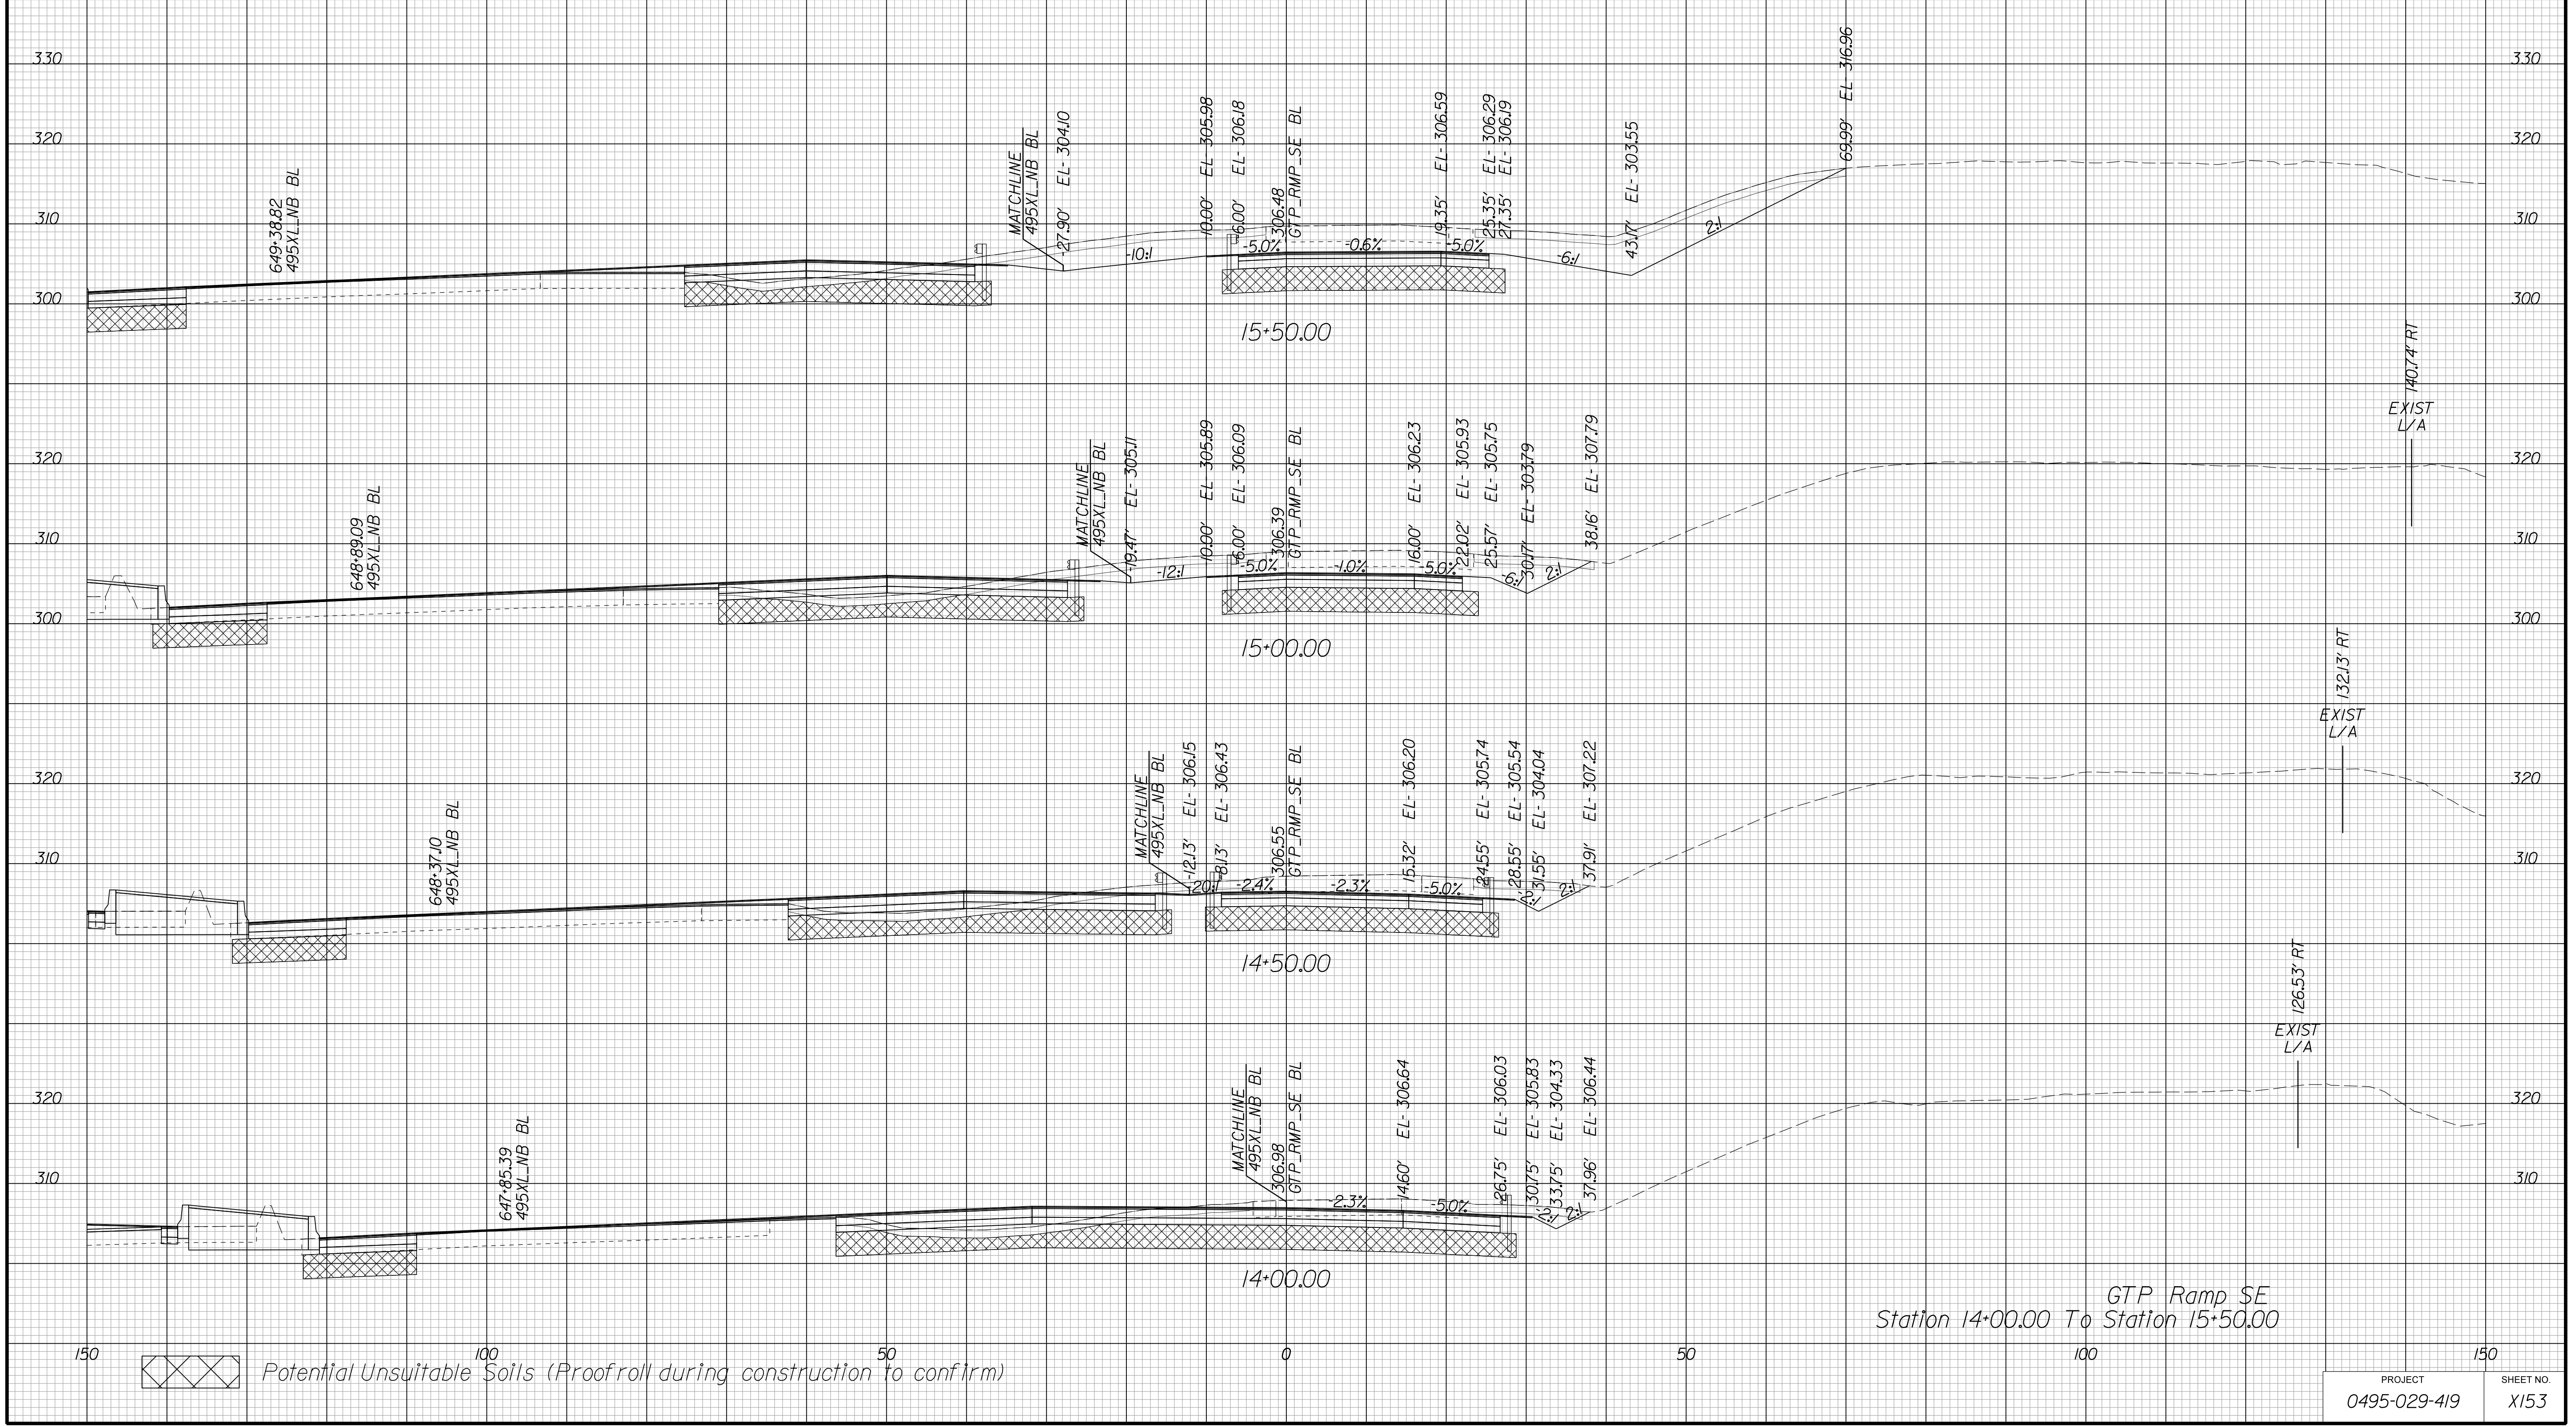 330
330
320
320
310
310
300
300
649+38.82
495XL_NB BL
MATCHLINE
495XL_NB BL
-27.90' EL- 304.10
-10.00' EL- 305.98
-6.00' EL- 306.18
306.48
GTP_RMP_SE BL
19.35' EL- 306.59
25.35' EL- 306.29
27.35' EL- 306.19
43.17' EL- 303.55
69.99' EL- 316.96
-10:1
-5.0%
-0.6%
-5.0%
-6:1
2:1
15+50.00
320
320
310
310
300
300
648+89.09
495XL_NB BL
MATCHLINE
495XL_NB BL
-19.47' EL- 305.11
-10.00' EL- 305.89
-6.00' EL- 306.09
306.39
GTP_RMP_SE BL
16.00' EL- 306.23
22.02' EL- 305.93
25.57' EL- 305.75
30.17' EL- 303.79
38.16' EL- 307.79
140.74' RT
EXIST
L/A
-12:1
-5.0%
-1.0%
-5.0%
-6:1
2:1
15+00.00
320
320
310
310
648+37.10
495XL_NB BL
MATCHLINE
495XL_NB BL
-12.13' EL- 306.15
-8.13' EL- 306.43
306.55
GTP_RMP_SE BL
15.32' EL- 306.20
24.55' EL- 305.74
28.55' EL- 305.54
31.55' EL- 304.04
37.91' EL- 307.22
132.13' RT
EXIST
L/A
-20:1
-2.4%
-2.3%
-5.0%
-2:1
2:1
14+50.00
320
320
310
310
647+85.39
495XL_NB BL
MATCHLINE
495XL_NB BL
306.98
GTP_RMP_SE BL
14.60' EL- 306.64
26.75' EL- 306.03
30.75' EL- 305.83
33.75' EL- 304.33
37.96' EL- 306.44
126.53' RT
EXIST
L/A
-2.3%
-5.0%
-2:1
2:1
14+00.00
GTP Ramp SE
Station 14+00.00 To Station 15+50.00
150 100 50 0 50 100 150
Potential Unsuitable Soils (Proofroll during construction to confirm)
PROJECT SHEET NO.
0495-029-419 X153